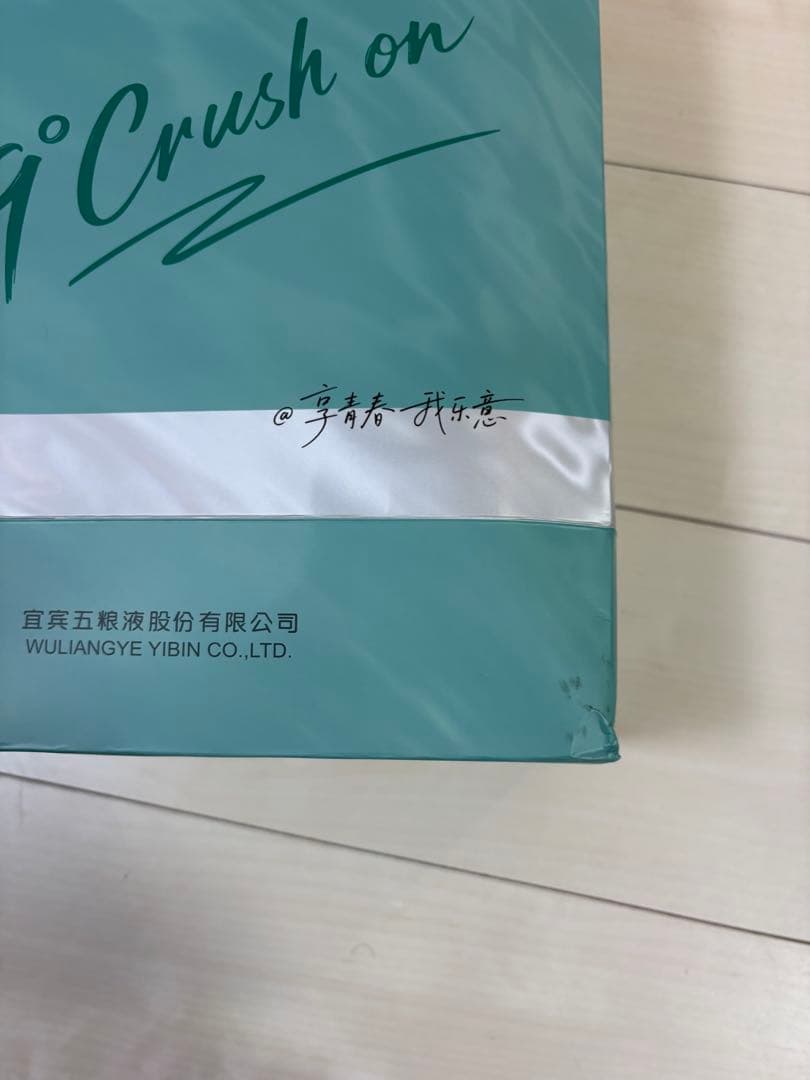 9° Crush on
@享青春 我乐意
宜宾五粮液股份有限公司
WULIANGYE YIBIN CO.,LTD.